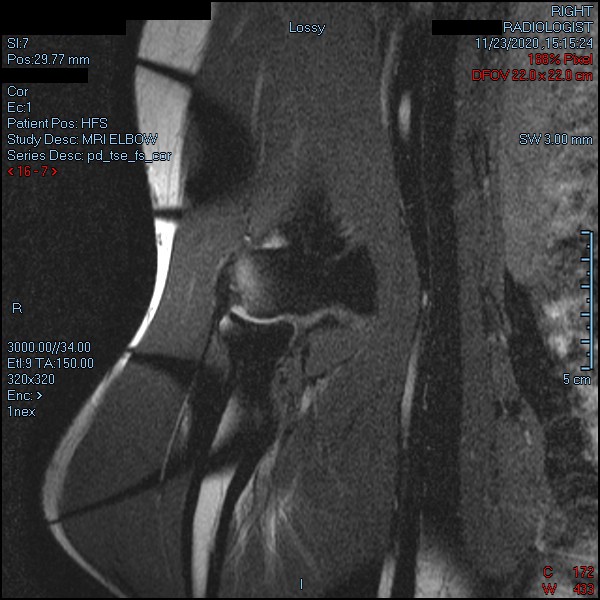 RIGHT
Lossy
RADIOLOGIST
SI:7
11/23/2020 ,15:15:24
Pos:29.77 mm
198% Pixel
DFOV 22.0 x 22.0 cm
Cor
Ec:1
Patient Pos: HFS
Study Desc: MRI ELBOW
SW 3.00 mm
Series Desc: pd_tse_fs_cor
< 16 - 7 >
R
3000.00//34.00
Etl:9 TA:150.00
320x320
5 cm
Enc: >
1nex
I
C 172
W 433